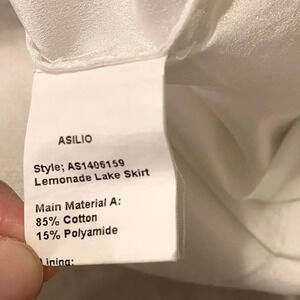 ASILIO
Style; AS1406159
Lemonade Lake Skirt
Main Material A:
85% Cotton
15% Polyamide
Lining: